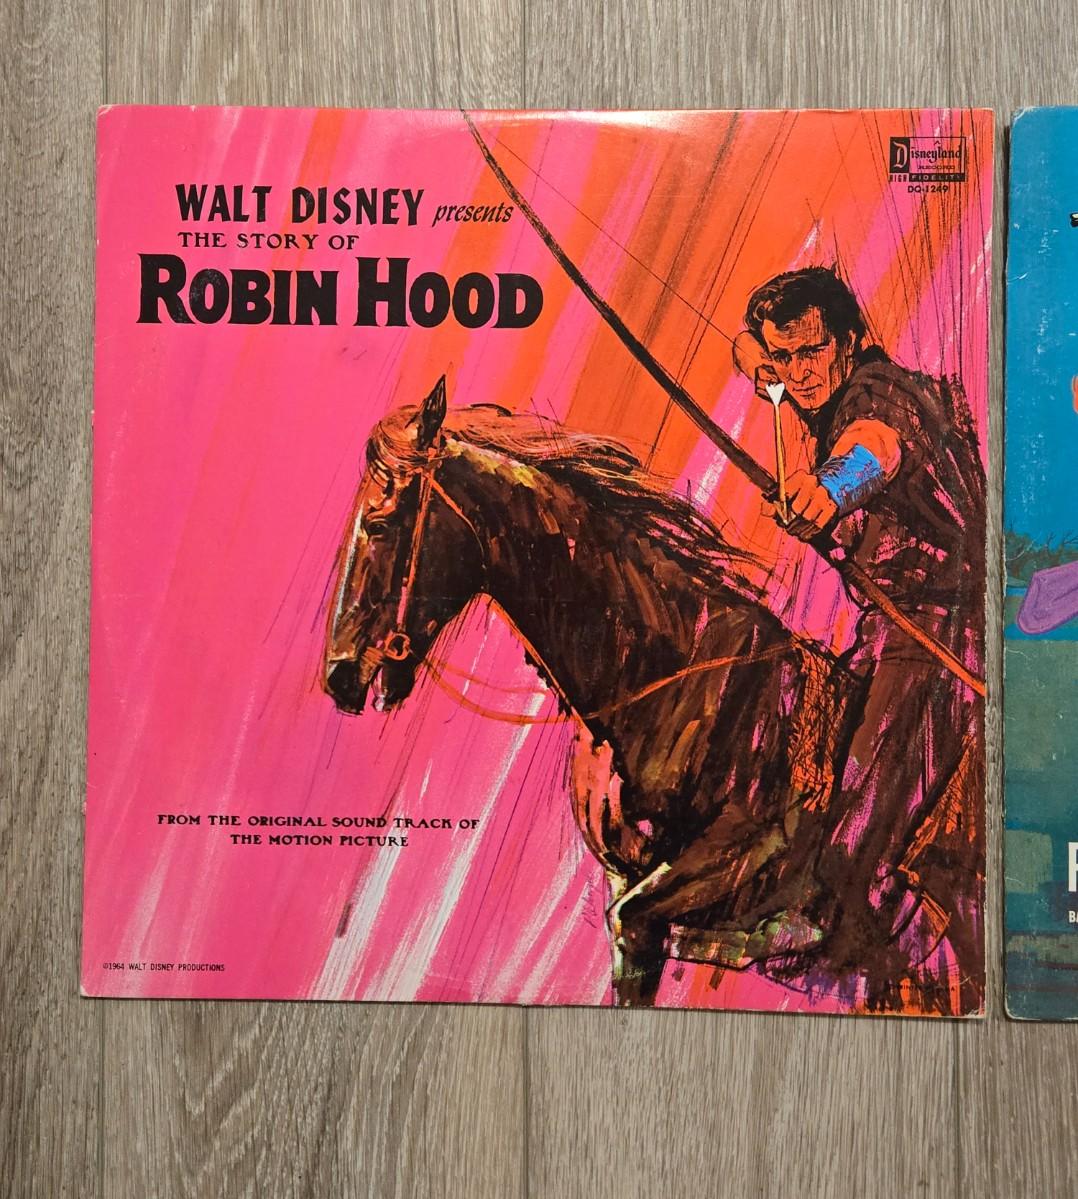 WALT DISNEY presents
THE STORY OF
ROBIN HOOD
Disneyland
RECORD
HIGH FIDELITY
DQ-1249
FROM THE ORIGINAL SOUND TRACK OF
THE MOTION PICTURE
©1964 WALT DISNEY PRODUCTIONS